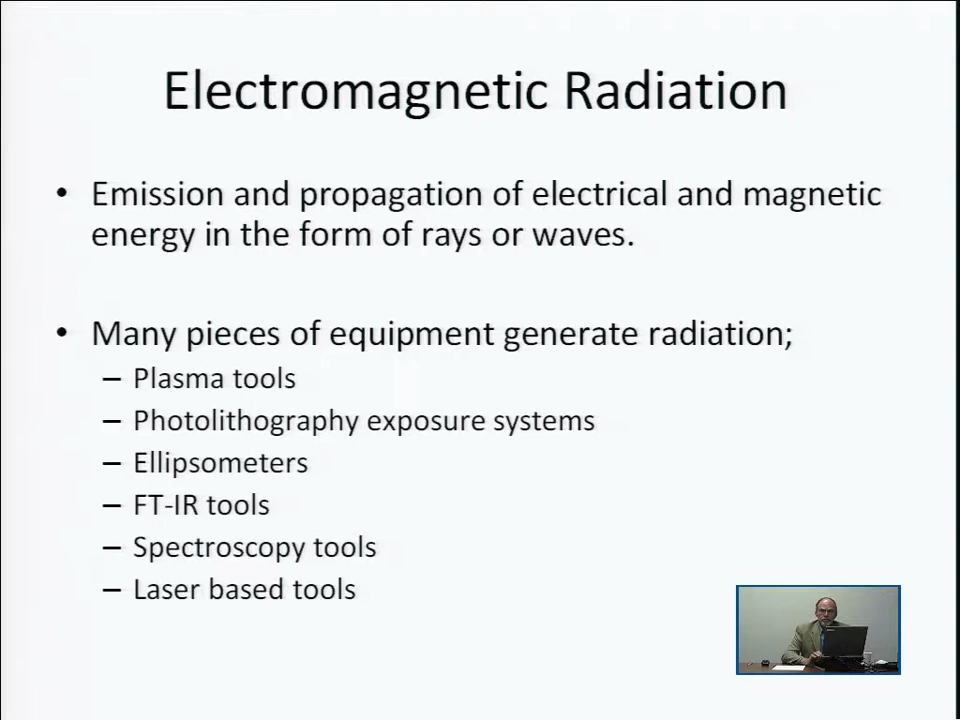 Electromagnetic Radiation
• Emission and propagation of electrical and magnetic
energy in the form of rays or waves.
• Many pieces of equipment generate radiation;
– Plasma tools
– Photolithography exposure systems
– Ellipsometers
– FT-IR tools
– Spectroscopy tools
– Laser based tools